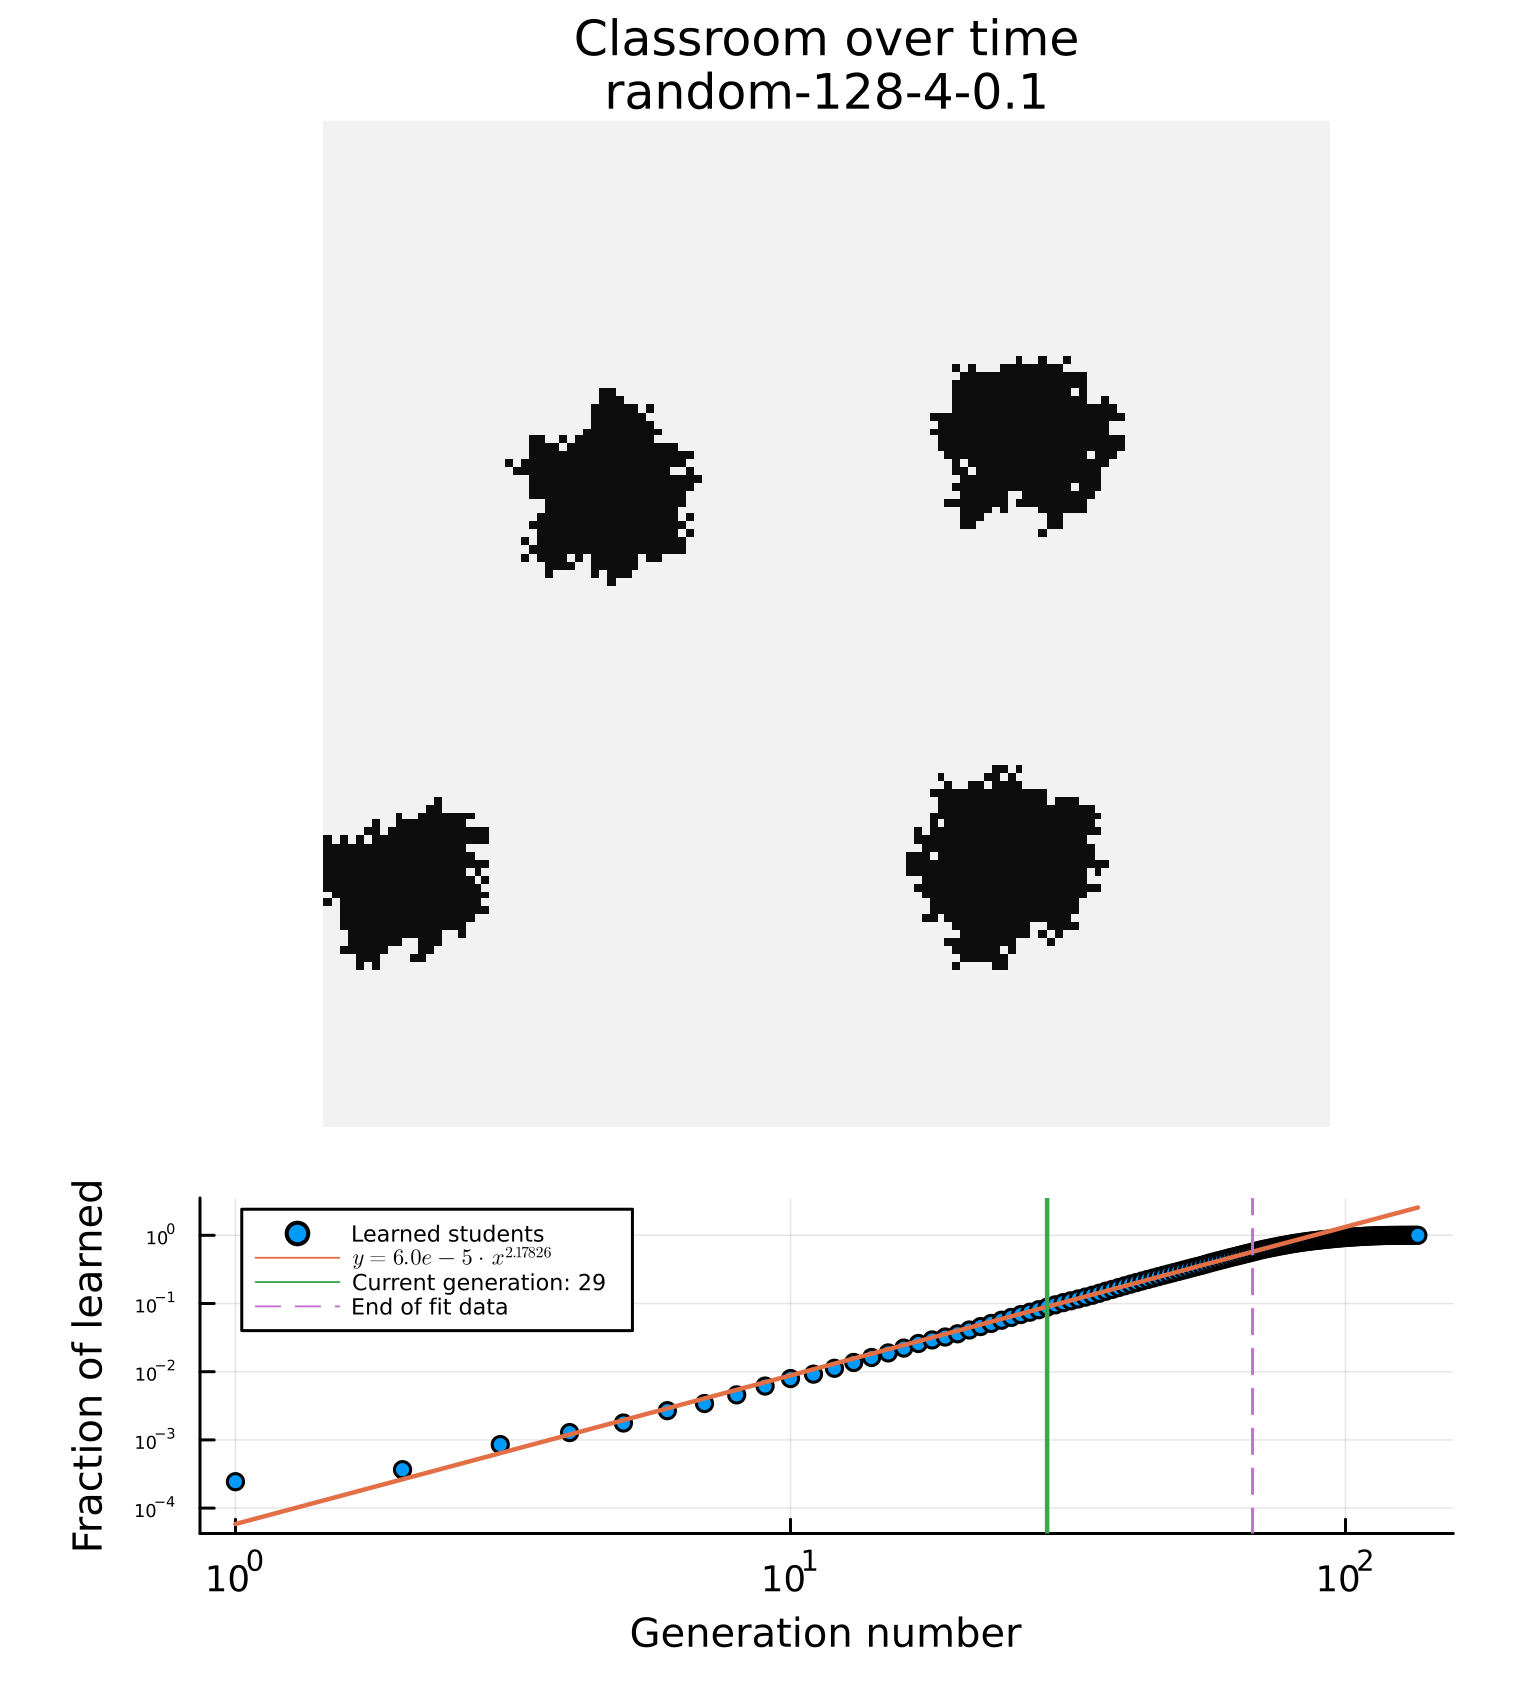 Classroom over time
random-128-4-0.1
Fraction of learned
10^0
10^-1
10^-2
10^-3
10^-4
Learned students
y = 6.0e − 5 · x^2.17826
Current generation: 29
End of fit data
10^0 10^1 10^2
Generation number